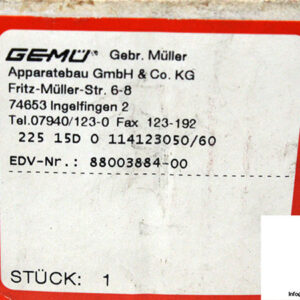 GEMÜ® Gebr. Müller
Apparatebau GmbH & Co. KG
Fritz-Müller-Str. 6-8
74653 Ingelfingen 2
Tel.07940/123-0 Fax 123-192
225 15D 0 114123050/60
EDV-Nr.: 88003884-00
STÜCK: 1